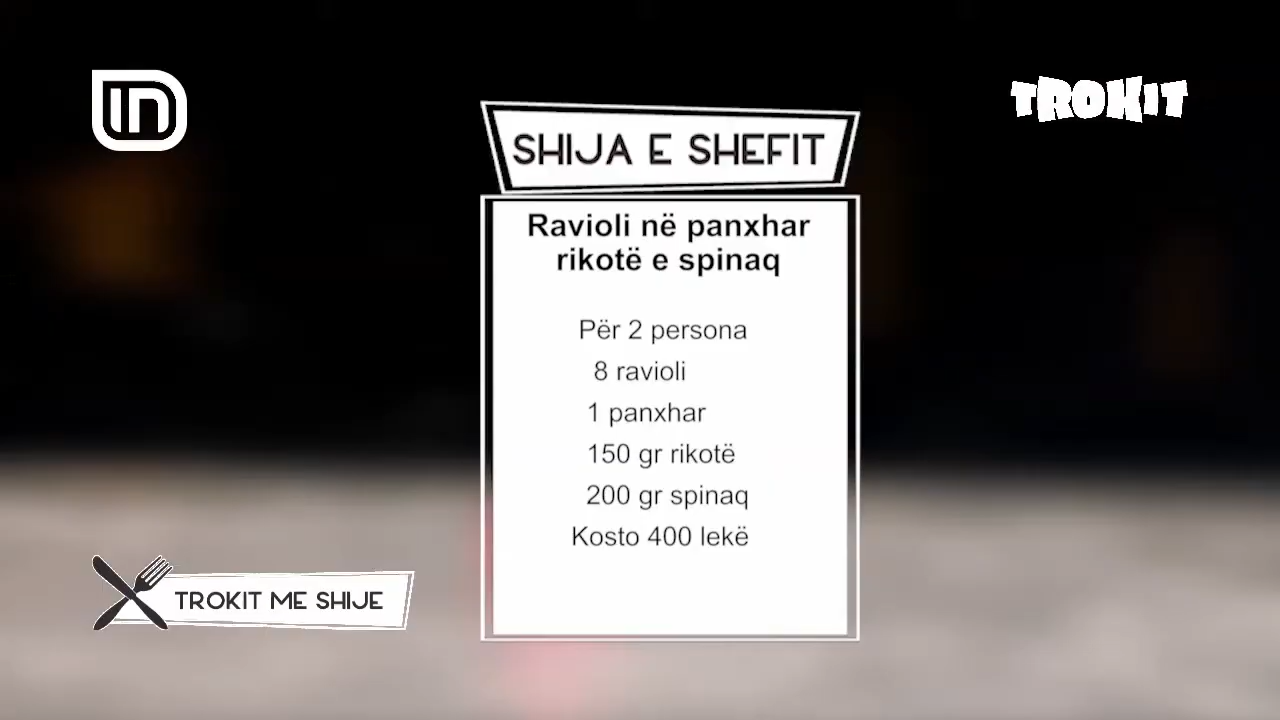 IN
TROKIT
SHIJA E SHEFIT
Ravioli në panxhar
rikotë e spinaq
Për 2 persona
8 ravioli
1 panxhar
150 gr rikotë
200 gr spinaq
Kosto 400 lekë
TROKIT ME SHIJE